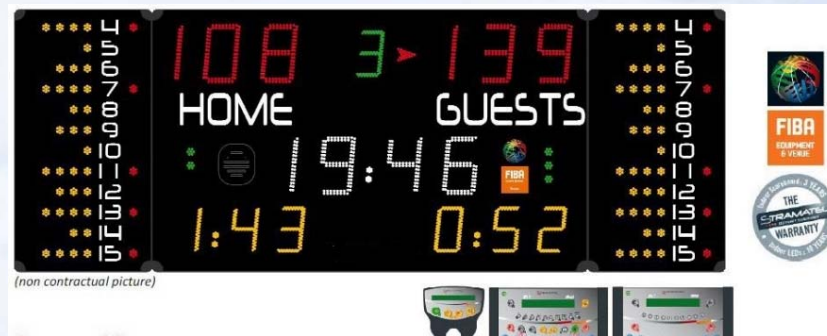 4 108 3 139 4
5 5
6 6
7 7
8 HOME GUESTS 8
9 9
10 19:46 10
11 FIBA 11
12 12
13 1:43 0:52 13
14 14
15 15
(non contractual picture)
FIBA
EQUIPMENT
& VENUE
THE
STRAMATEL
WARRANTY